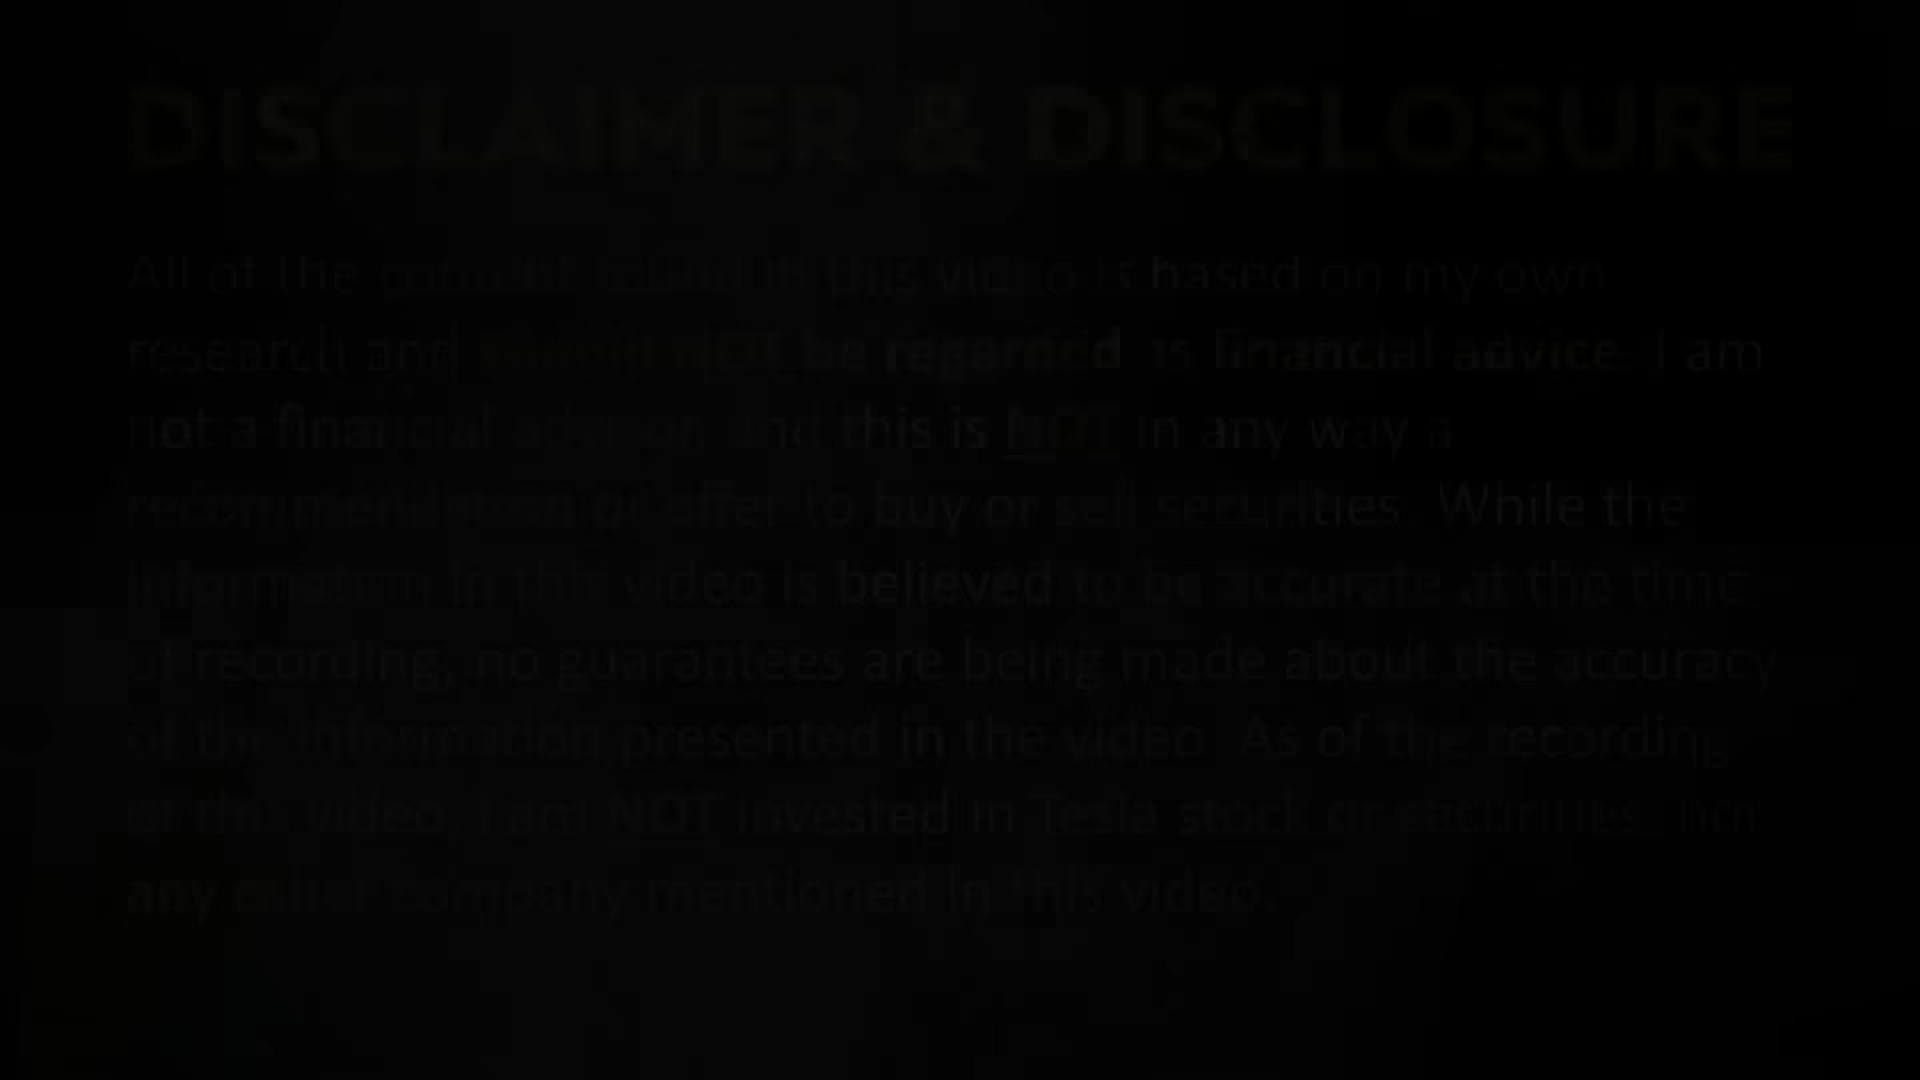 DISCLAIMER & DISCLOSURE
All of the content found in this video is based on my own
research and should NOT be regarded as financial advice. I am
not a financial advisor, and this is NOT in any way a
recommendation or offer to buy or sell securities. While the
information in this video is believed to be accurate at the time
of recording, no guarantees are being made about the accuracy
of the information presented in the video. As of the recording
of this video, I am NOT invested in Tesla stock or securities, nor
any other company mentioned in this video.